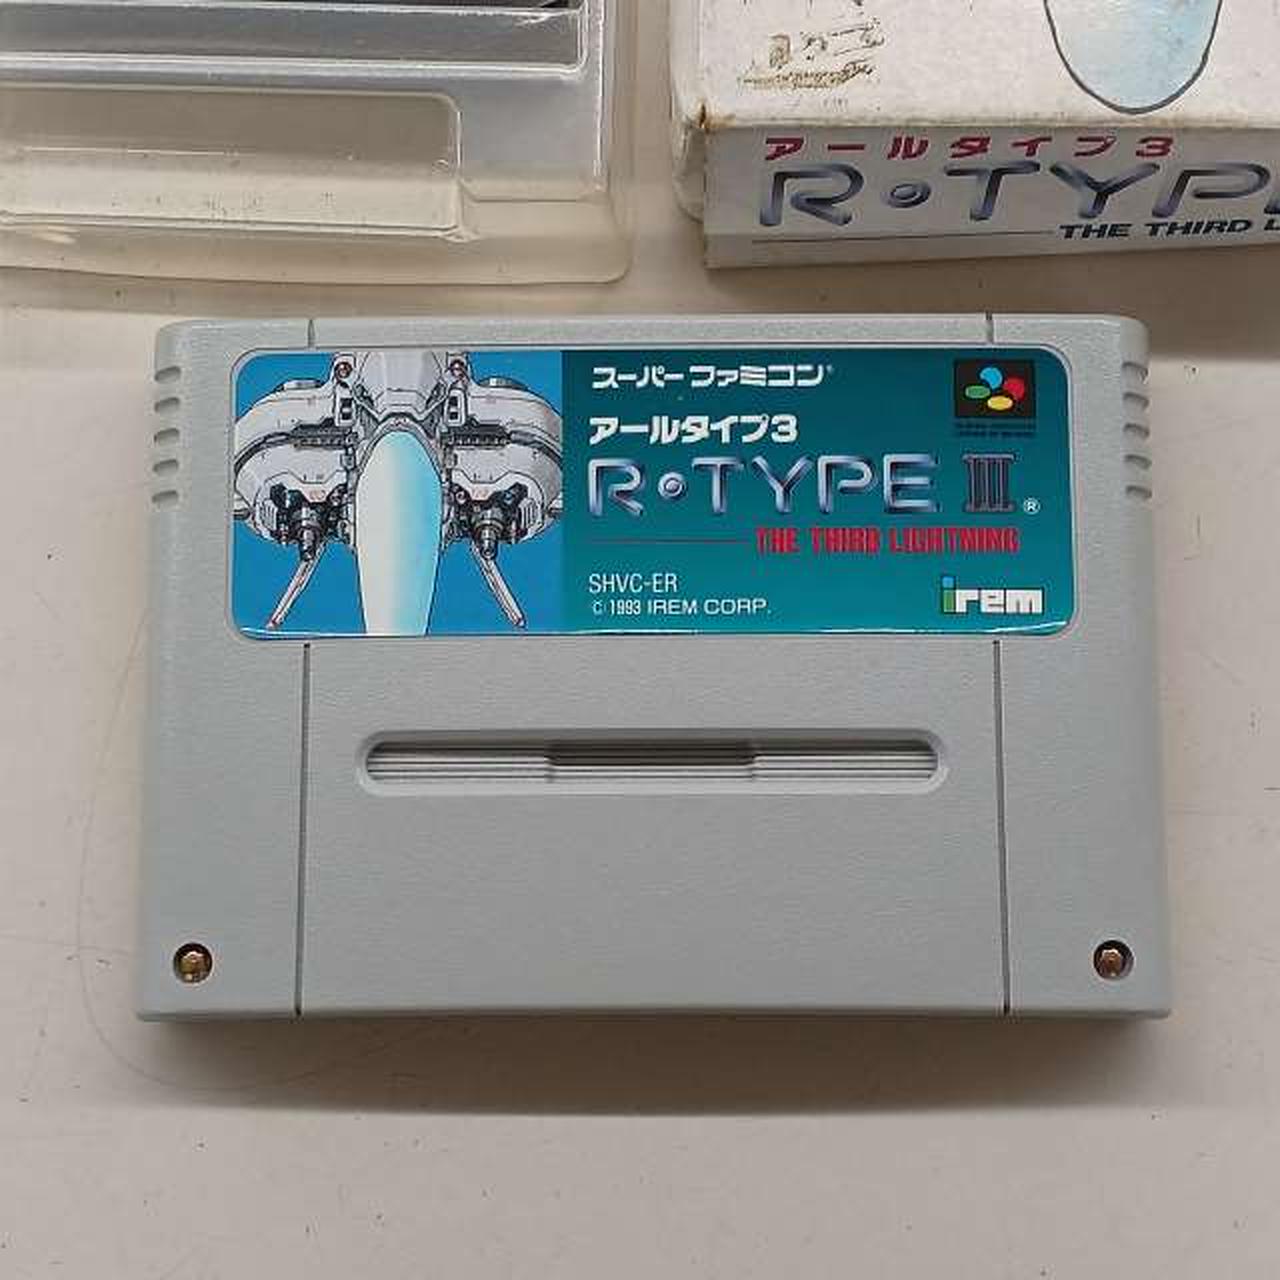 アールタイプ3
R・TYP
THE THIRD L
スーパーファミコン
アールタイプ3
R・TYPE III ®
THE THIRD LIGHTNING
SHVC-ER
© 1993 IREM CORP.
irem